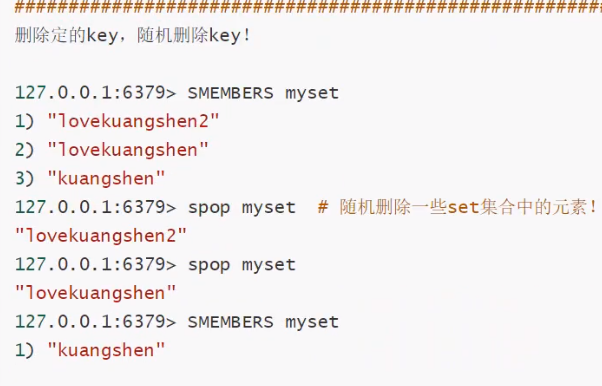 ##########################################################
删除定的key，随机删除key！
127.0.0.1:6379> SMEMBERS myset
1) "lovekuangshen2"
2) "lovekuangshen"
3) "kuangshen"
127.0.0.1:6379> spop myset  # 随机删除一些set集合中的元素！
"lovekuangshen2"
127.0.0.1:6379> spop myset
"lovekuangshen"
127.0.0.1:6379> SMEMBERS myset
1) "kuangshen"